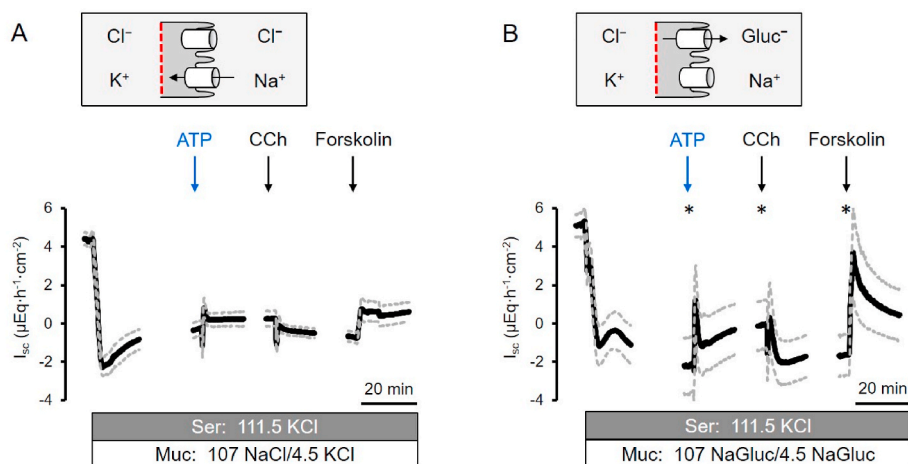 A
Cl⁻ Cl⁻
K⁺ Na⁺
ATP CCh Forskolin
6
4
2
0
-2
-4
I_SC (µEq·h⁻¹·cm⁻²)
20 min
Ser: 111.5 KCl
Muc: 107 NaCl/4.5 KCl
B
Cl⁻ Gluc⁻
K⁺ Na⁺
ATP CCh Forskolin
* * *
6
4
2
0
-2
-4
I_SC (µEq·h⁻¹·cm⁻²)
20 min
Ser: 111.5 KCl
Muc: 107 NaGluc/4.5 NaGluc